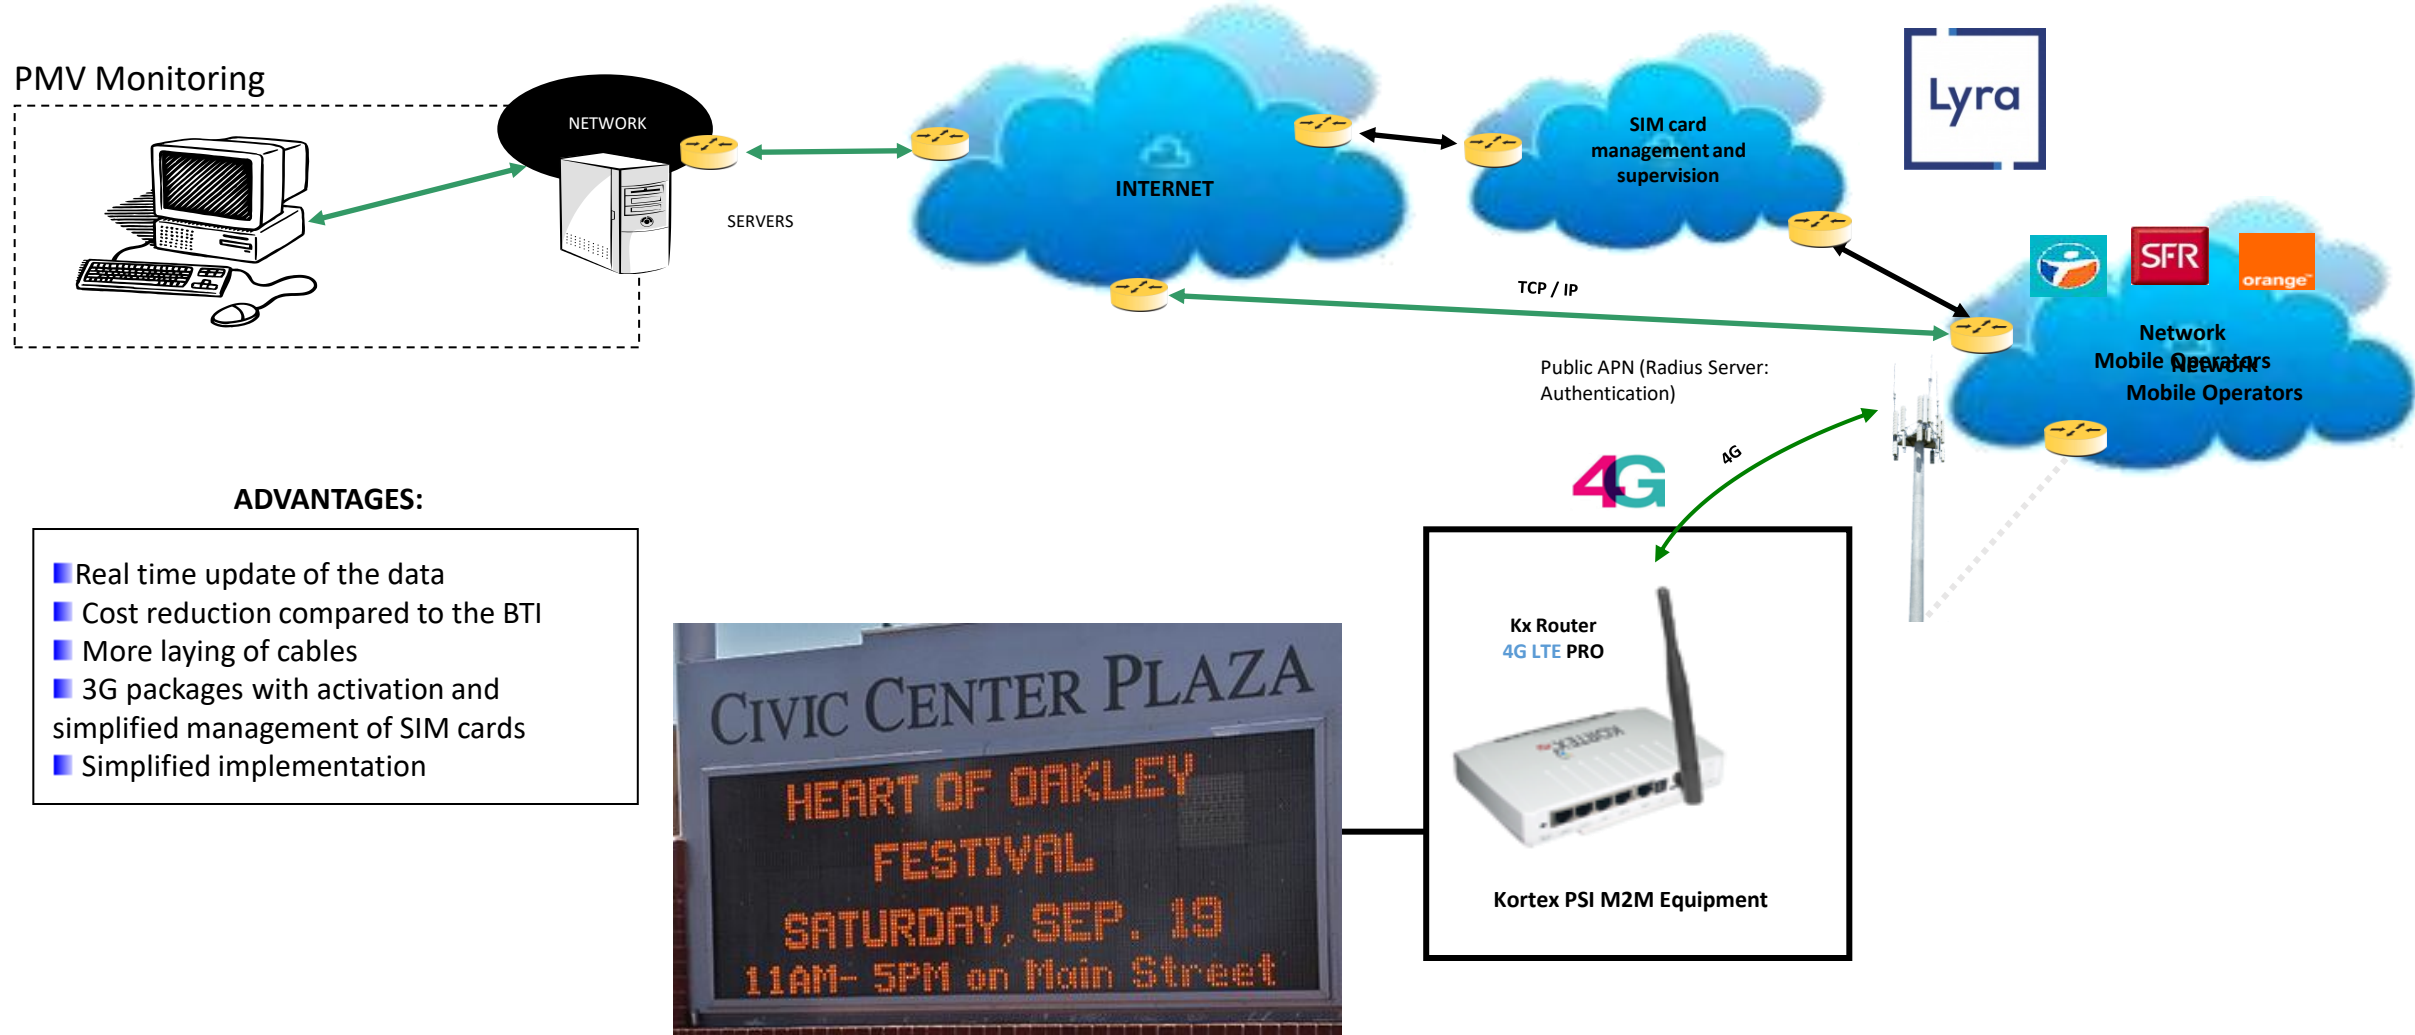 PMV Monitoring
NETWORK
SERVERS
INTERNET
SIM card
management and
supervision
Lyra
SFR
orange
TCP / IP
Network
Mobile Operators
Network
Mobile Operators
Public APN (Radius Server:
Authentication)
4G
4G
ADVANTAGES:
Real time update of the data
Cost reduction compared to the BTI
More laying of cables
3G packages with activation and
simplified management of SIM cards
Simplified implementation
CIVIC CENTER PLAZA
HEART OF OAKLEY
FESTIVAL
SATURDAY, SEP. 19
11AM- 5PM on Main Street
Kx Router
4G LTE PRO
KORTEX
Kortex PSI M2M Equipment